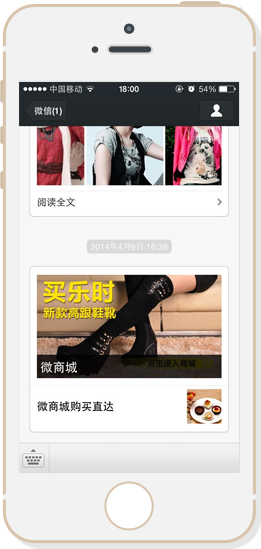 中国移动 18:00 54%
微信(1)
阅读全文
2014年4月9日 16:39
买乐时
新款高跟鞋靴
点击进入商城
微商城
微商城购买直达